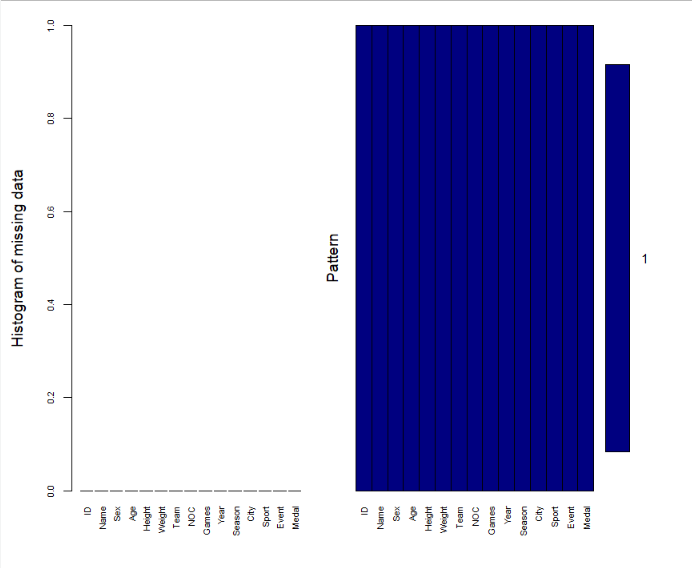 Histogram of missing data
1.0
0.8
0.6
0.4
0.2
0.0
ID
Name
Sex
Age
Height
Weight
Team
NOC
Games
Year
Season
City
Sport
Event
Medal
Pattern
ID
Name
Sex
Age
Height
Weight
Team
NOC
Games
Year
Season
City
Sport
Event
Medal
1